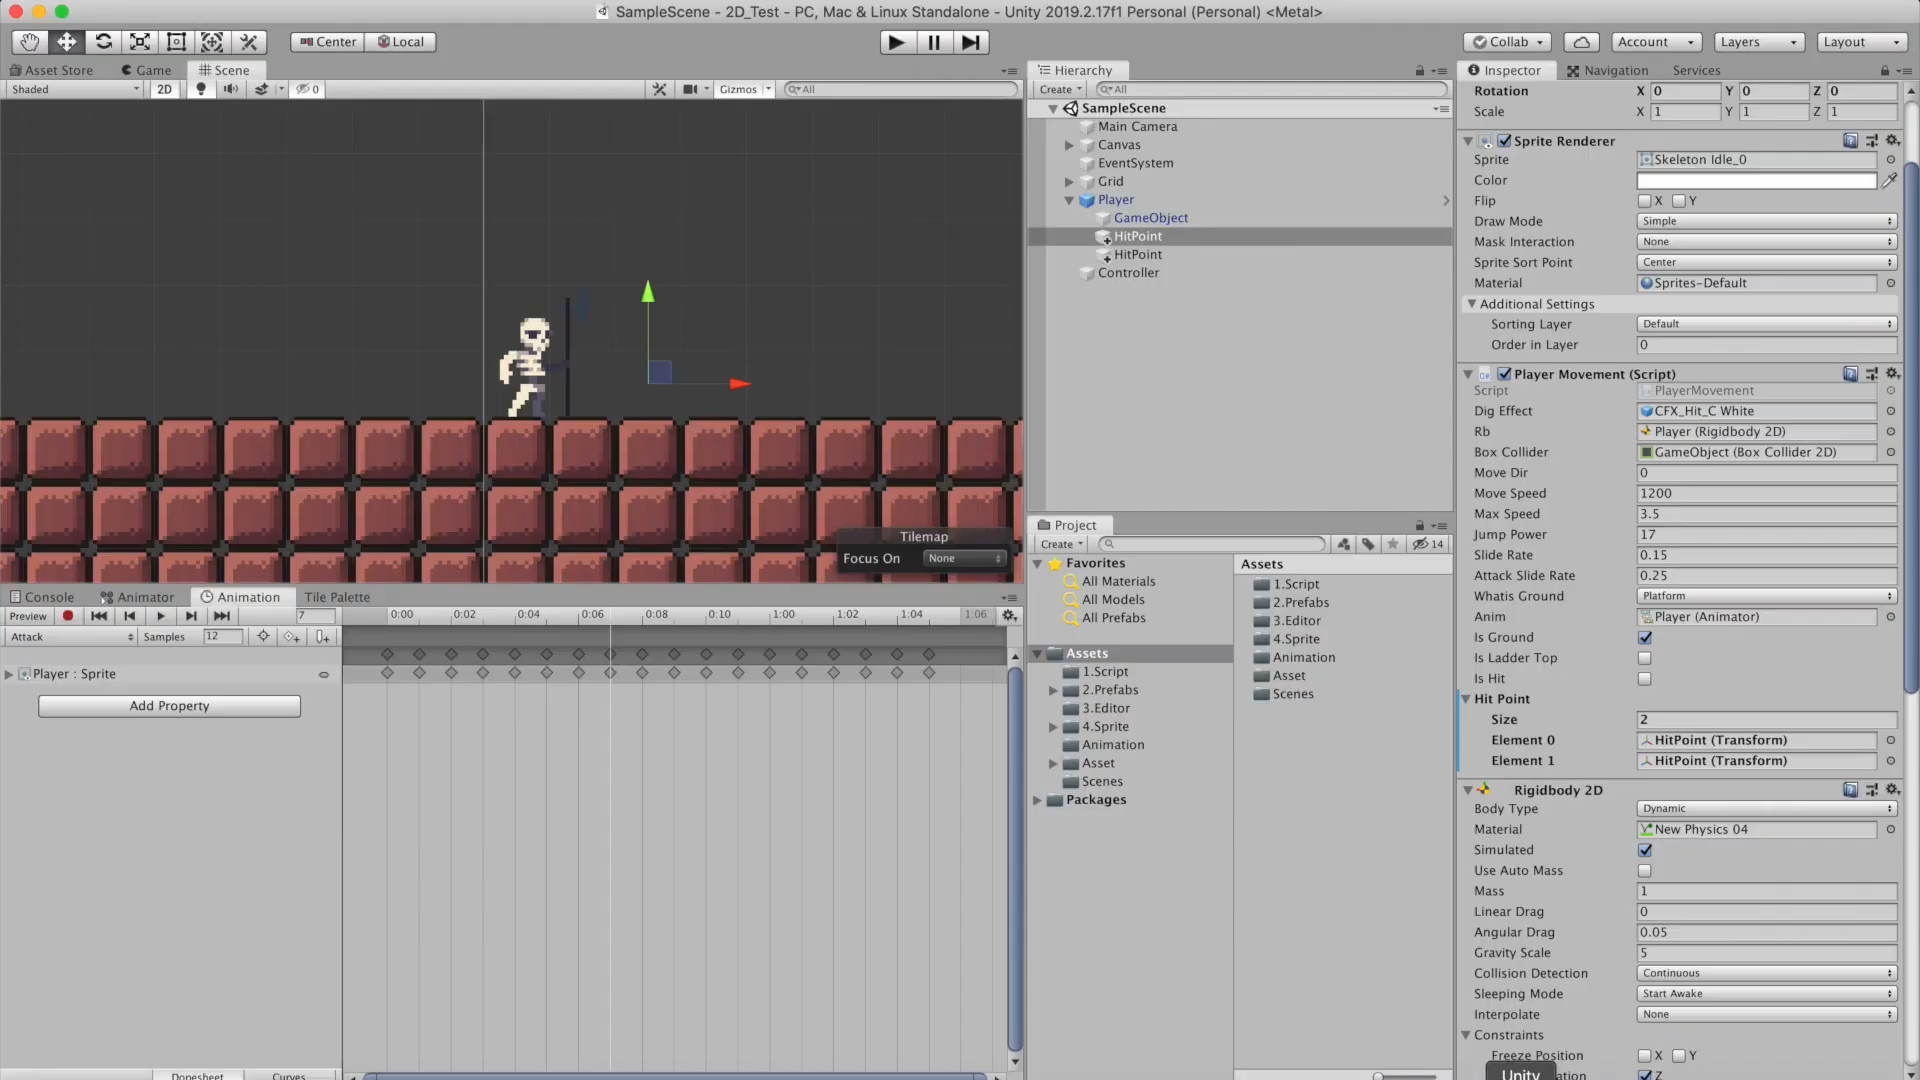 SampleScene - 2D_Test - PC, Mac & Linux Standalone - Unity 2019.2.17f1 Personal (Personal) <Metal>
Center
Local
Collab
Account
Layers
Layout
Asset Store
Game
Scene
Shaded
2D
0
Gizmos
All
Hierarchy
Create
All
SampleScene
Main Camera
Canvas
EventSystem
Grid
Player
GameObject
HitPoint
HitPoint
Controller
Tilemap
Focus On
None
Console
Animator
Animation
Tile Palette
Preview
7
Attack
Samples
12
0:00
0:02
0:04
0:06
0:08
0:10
1:00
1:02
1:04
1:06
Player : Sprite
Add Property
Dopesheet
Curves
Project
Create
14
Favorites
All Materials
All Models
All Prefabs
Assets
1.Script
2.Prefabs
3.Editor
4.Sprite
Animation
Asset
Scenes
Packages
Assets
1.Script
2.Prefabs
3.Editor
4.Sprite
Animation
Asset
Scenes
Inspector
Navigation
Services
Rotation X 0 Y 0 Z 0
Scale X 1 Y 1 Z 1
Sprite Renderer
Sprite Skeleton Idle_0
Color
Flip X Y
Draw Mode Simple
Mask Interaction None
Sprite Sort Point Center
Material Sprites-Default
Additional Settings
Sorting Layer Default
Order in Layer 0
Player Movement (Script)
Script PlayerMovement
Dig Effect CFX_Hit_C White
Rb Player (Rigidbody 2D)
Box Collider GameObject (Box Collider 2D)
Move Dir 0
Move Speed 1200
Max Speed 3.5
Jump Power 17
Slide Rate 0.15
Attack Slide Rate 0.25
Whatis Ground Platform
Anim Player (Animator)
Is Ground
Is Ladder Top
Is Hit
Hit Point
Size 2
Element 0 HitPoint (Transform)
Element 1 HitPoint (Transform)
Rigidbody 2D
Body Type Dynamic
Material New Physics 04
Simulated
Use Auto Mass
Mass 1
Linear Drag 0
Angular Drag 0.05
Gravity Scale 5
Collision Detection Continuous
Sleeping Mode Start Awake
Interpolate None
Constraints
Freeze Position X Y
Unity
Z